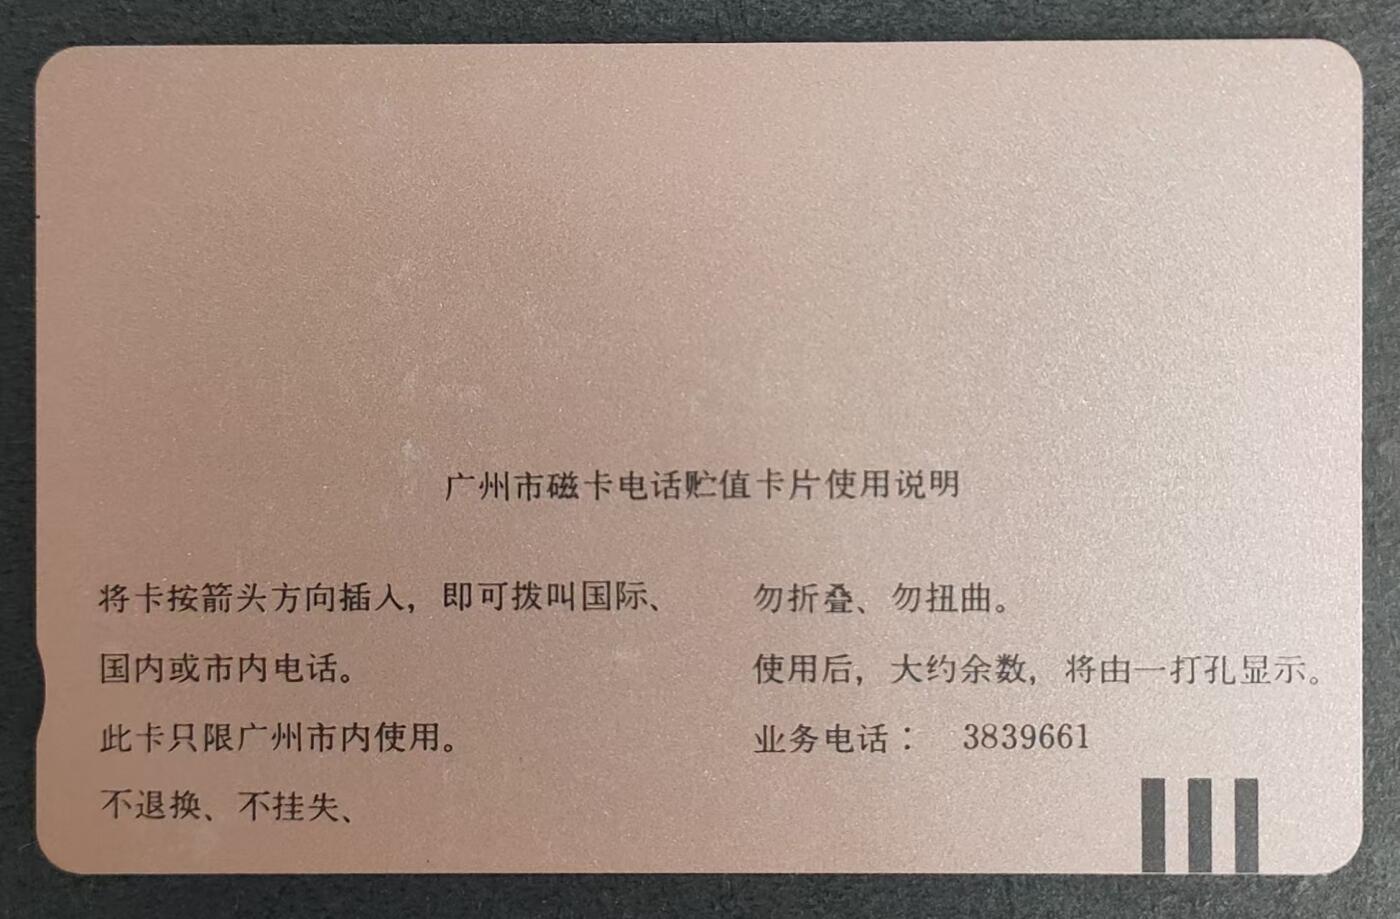 广州市磁卡电话贮值卡片使用说明
将卡按箭头方向插入，即可拨叫国际、
国内或市内电话。
此卡只限广州市内使用。
不退换、不挂失、
勿折叠、勿扭曲。
使用后，大约余数，将由一打孔显示。
业务电话： 3839661